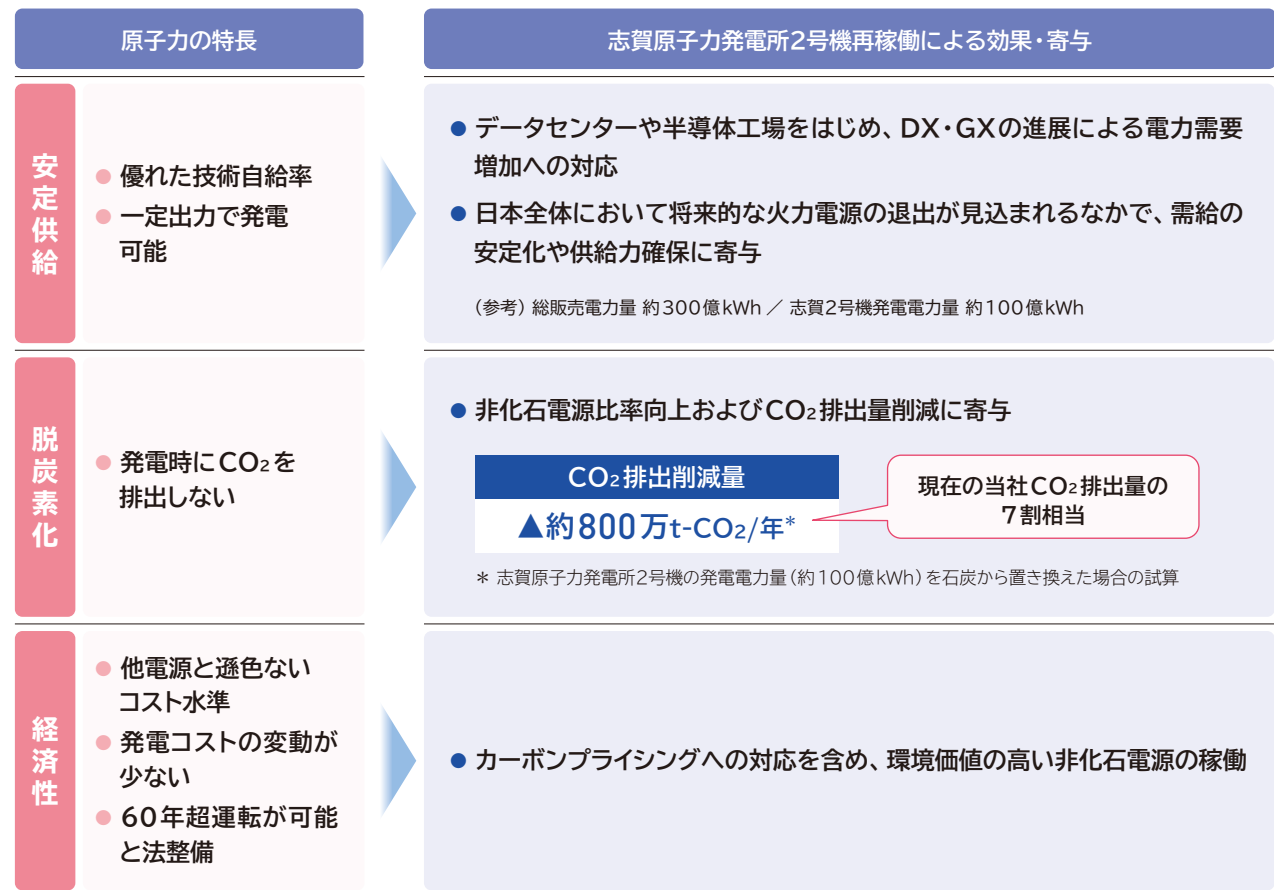 原子力の特長
志賀原子力発電所2号機再稼働による効果・寄与
安定供給
● 優れた技術自給率
● 一定出力で発電
可能
● データセンターや半導体工場をはじめ、DX・GXの進展による電力需要
増加への対応
● 日本全体において将来的な火力電源の退出が見込まれるなかで、需給の
安定化や供給力確保に寄与
(参考) 総販売電力量 約300億kWh ／ 志賀2号機発電電力量 約100億kWh
脱炭素化
● 発電時にCO₂を
排出しない
● 非化石電源比率向上およびCO₂排出量削減に寄与
CO₂排出削減量
▲約800万t-CO₂/年*
現在の当社CO₂排出量の
7割相当
* 志賀原子力発電所2号機の発電電力量(約100億kWh)を石炭から置き換えた場合の試算
経済性
● 他電源と遜色ない
コスト水準
● 発電コストの変動が
少ない
● 60年超運転が可能
と法整備
● カーボンプライシングへの対応を含め、環境価値の高い非化石電源の稼働